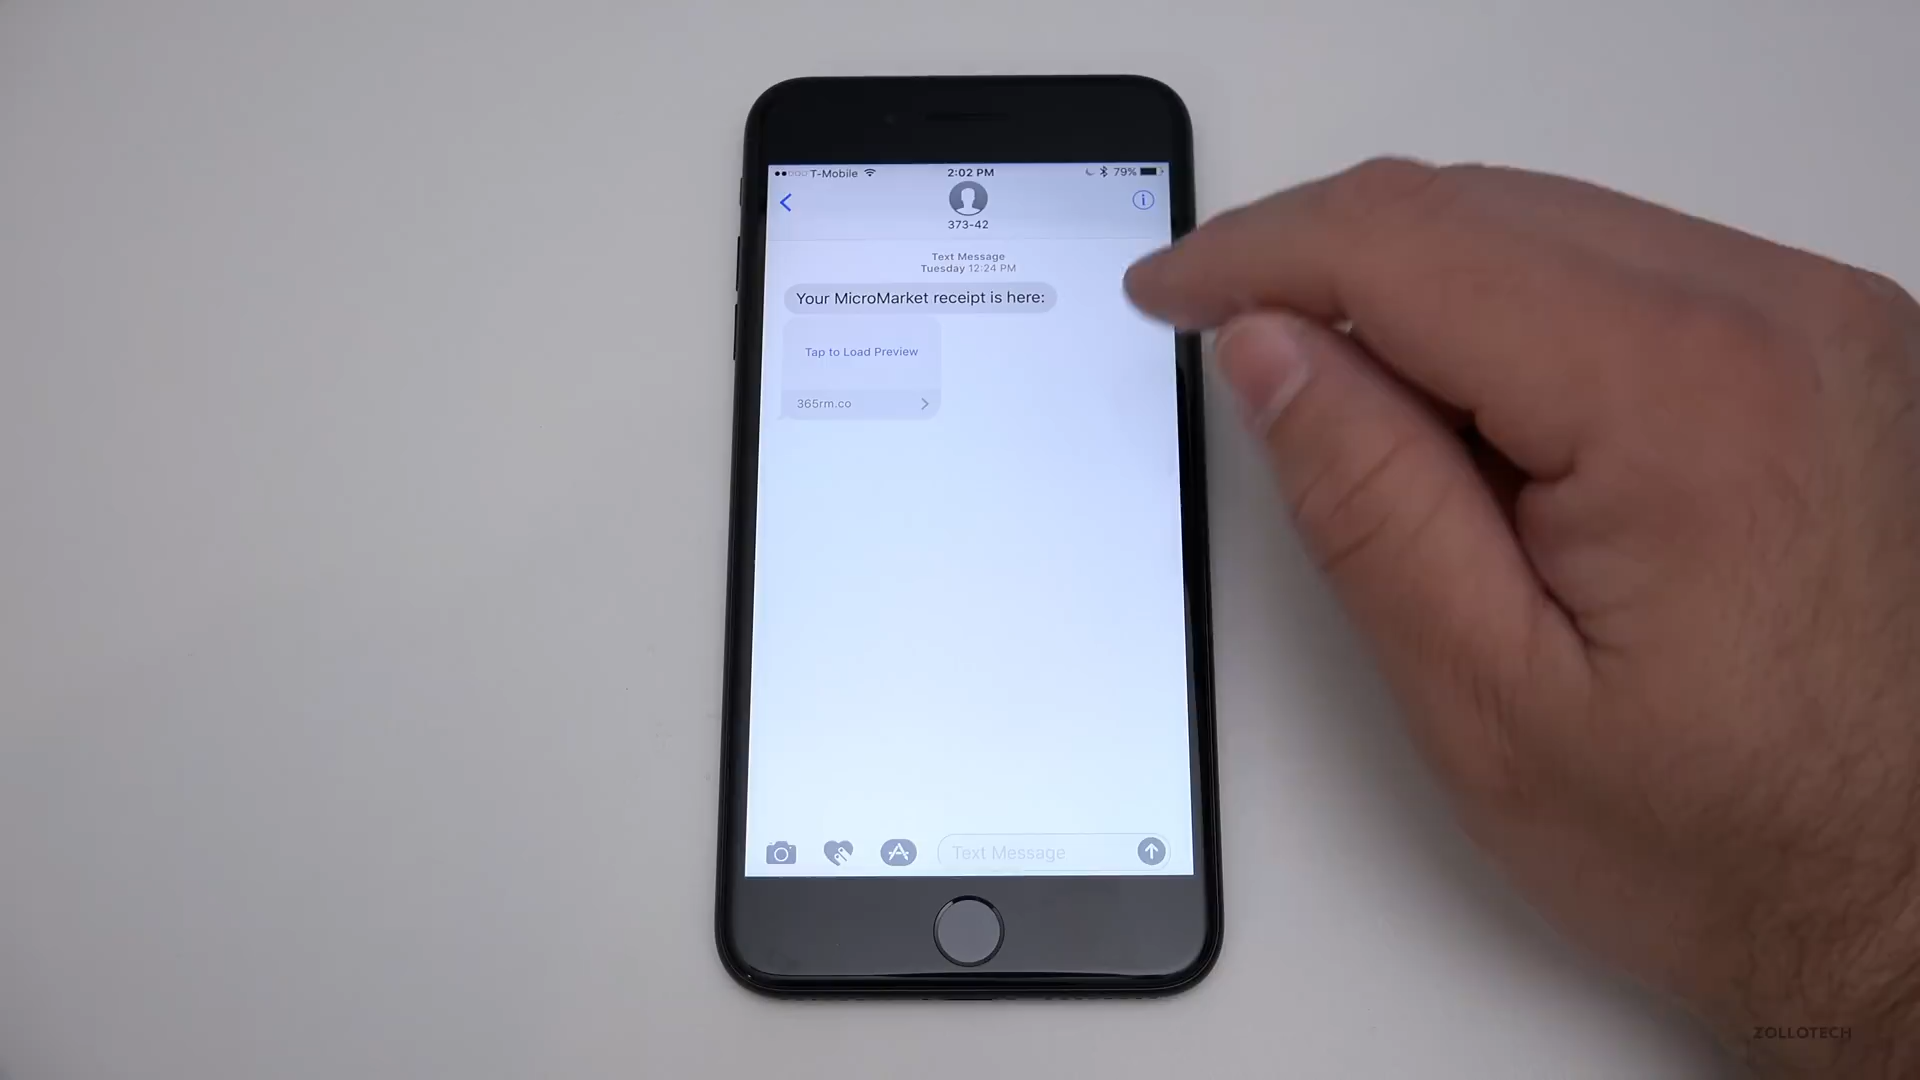 T-Mobile
2:02 PM
79%
373-42
Text Message
Tuesday 12:24 PM
Your MicroMarket receipt is here:
Tap to Load Preview
365rm.co
Text Message
ZOLLOTECH